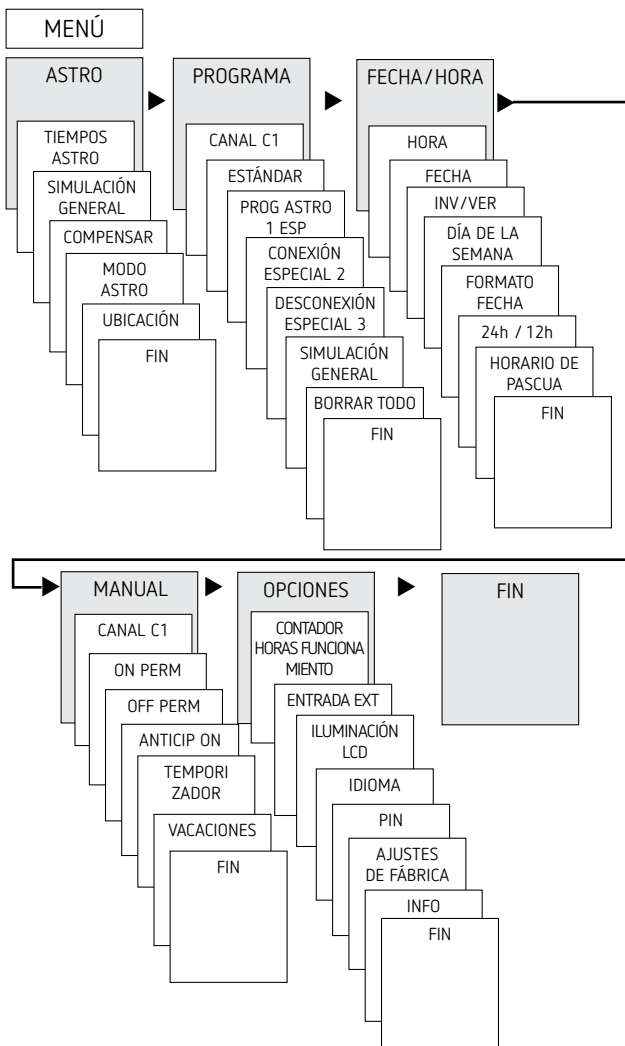 MENÚ
ASTRO
TIEMPOS
ASTRO
SIMULACIÓN
GENERAL
COMPENSAR
MODO
ASTRO
UBICACIÓN
FIN
PROGRAMA
CANAL C1
ESTÁNDAR
PROG ASTRO
1 ESP
CONEXIÓN
ESPECIAL 2
DESCONEXIÓN
ESPECIAL 3
SIMULACIÓN
GENERAL
BORRAR TODO
FIN
FECHA/HORA
HORA
FECHA
INV/VER
DÍA DE LA
SEMANA
FORMATO
FECHA
24h / 12h
HORARIO DE
PASCUA
FIN
MANUAL
CANAL C1
ON PERM
OFF PERM
ANTICIP ON
TEMPORI
ZADOR
VACACIONES
FIN
OPCIONES
CONTADOR
HORAS FUNCIONA
MIENTO
ENTRADA EXT
ILUMINACIÓN
LCD
IDIOMA
PIN
AJUSTES
DE FÁBRICA
INFO
FIN
FIN